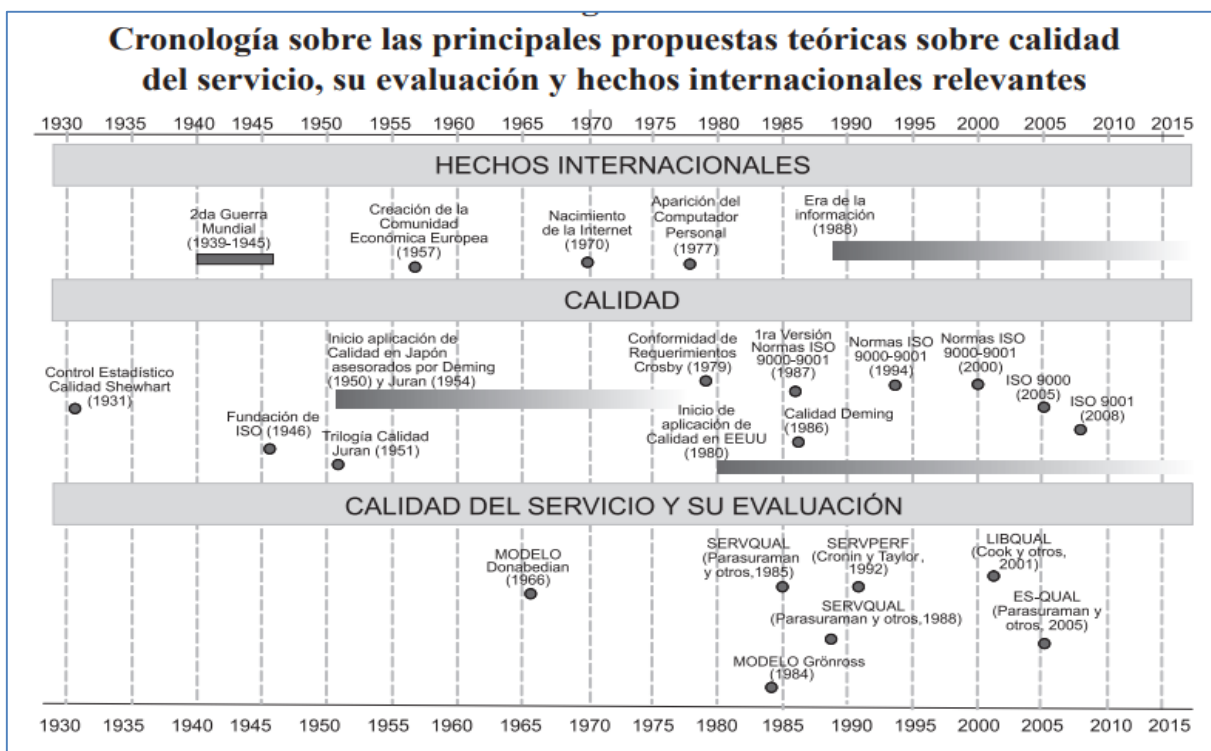 Cronología sobre las principales propuestas teóricas sobre calidad
del servicio, su evaluación y hechos internacionales relevantes
1930 1935 1940 1945 1950 1955 1960 1965 1970 1975 1980 1985 1990 1995 2000 2005 2010 2015
HECHOS INTERNACIONALES
2da Guerra
Mundial
(1939-1945)
Creación de la
Comunidad
Económica Europea
(1957)
Nacimiento
de la Internet
(1970)
Aparición del
Computador
Personal
(1977)
Era de la
información
(1988)
CALIDAD
Control Estadístico
Calidad Shewhart
(1931)
Fundación de
ISO (1946)
Inicio aplicación de
Calidad en Japón
asesorados por Deming
(1950) y Juran (1954)
Trilogía Calidad
Juran (1951)
Conformidad de
Requerimientos
Crosby (1979)
Inicio de
aplicación de
Calidad en EEUU
(1980)
1ra Versión
Normas ISO
9000-9001
(1987)
Calidad Deming
(1986)
Normas ISO
9000-9001
(1994)
Normas ISO
9000-9001
(2000)
ISO 9000
(2005)
ISO 9001
(2008)
CALIDAD DEL SERVICIO Y SU EVALUACIÓN
MODELO
Donabedian
(1966)
SERVQUAL
(Parasuraman
y otros,1985)
SERVPERF
(Cronin y Taylor,
1992)
SERVQUAL
(Parasuraman y otros,1988)
MODELO Grönross
(1984)
LIBQUAL
(Cook y otros,
2001)
ES-QUAL
(Parasuraman y
otros, 2005)
1930 1935 1940 1945 1950 1955 1960 1965 1970 1975 1980 1985 1990 1995 2000 2005 2010 2015